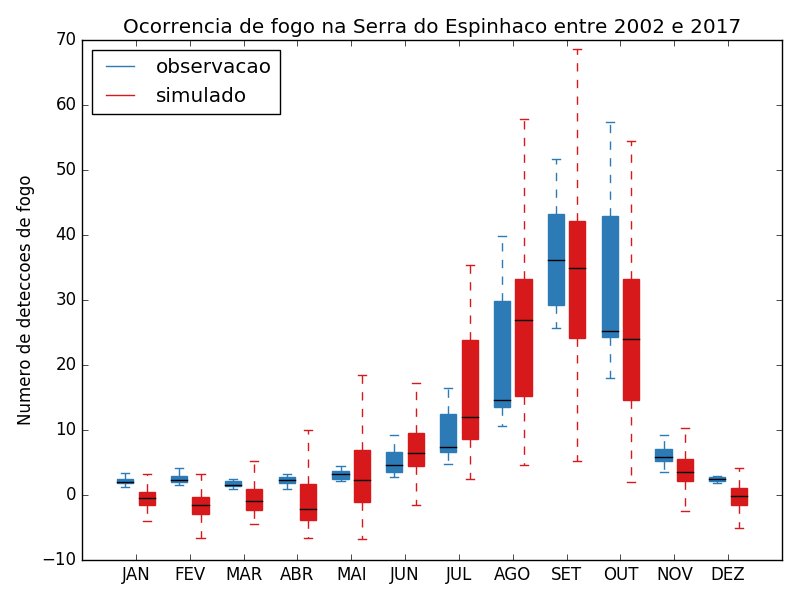 Ocorrencia de fogo na Serra do Espinhaco entre 2002 e 2017
observacao
simulado
Numero de deteccoes de fogo
70
60
50
40
30
20
10
0
−10
JAN FEV MAR ABR MAI JUN JUL AGO SET OUT NOV DEZ